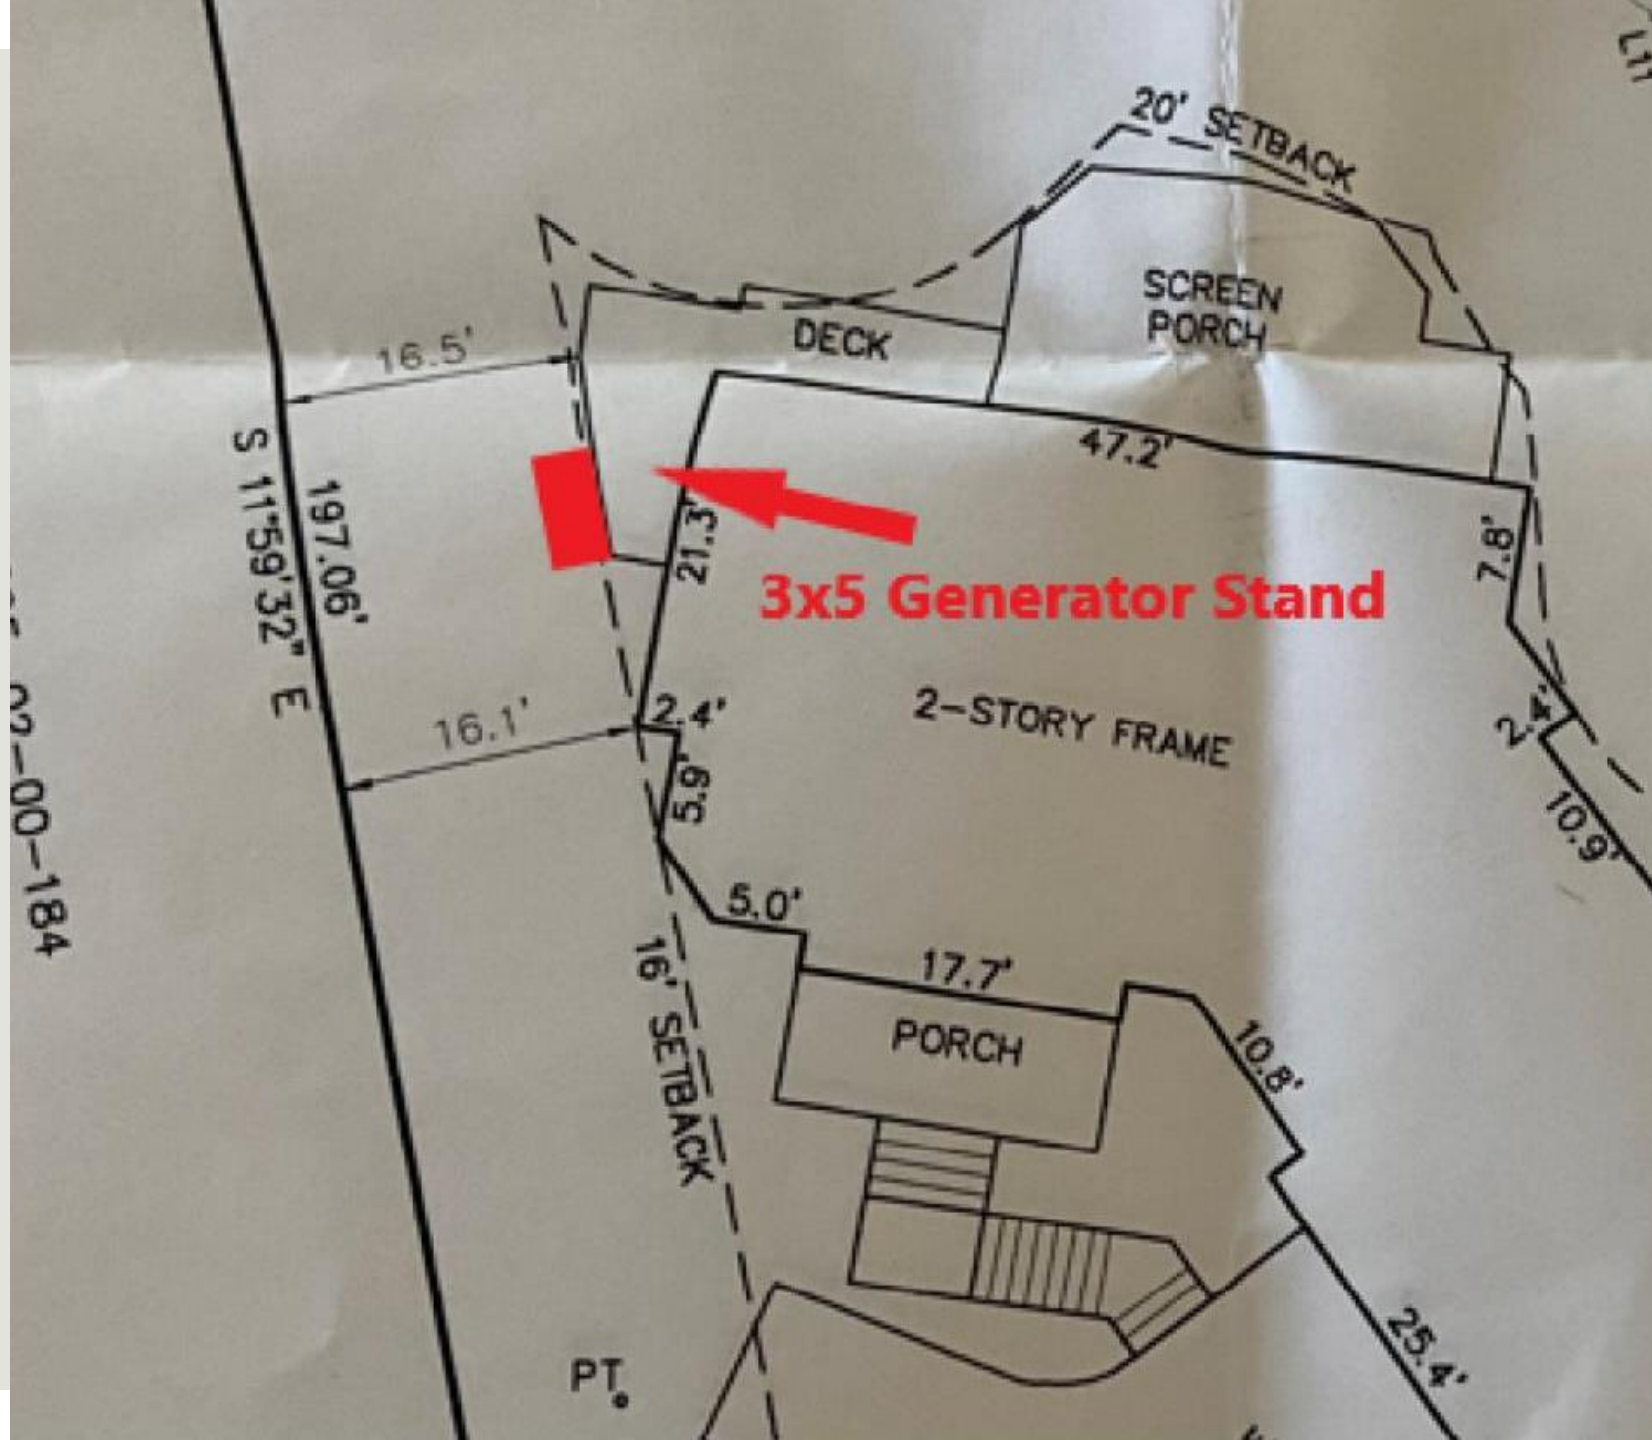 20' SETBACK
L11
16.5'
DECK
SCREEN
PORCH
47.2'
S 11°59'32" E
197.06'
21.3'
7.8'
3x5 Generator Stand
2-STORY FRAME
16.1'
2.4'
2.4'
5.9'
10.9'
02-00-184
5.0'
16' SETBACK
17.7'
PORCH
10.8'
25.4'
PT.